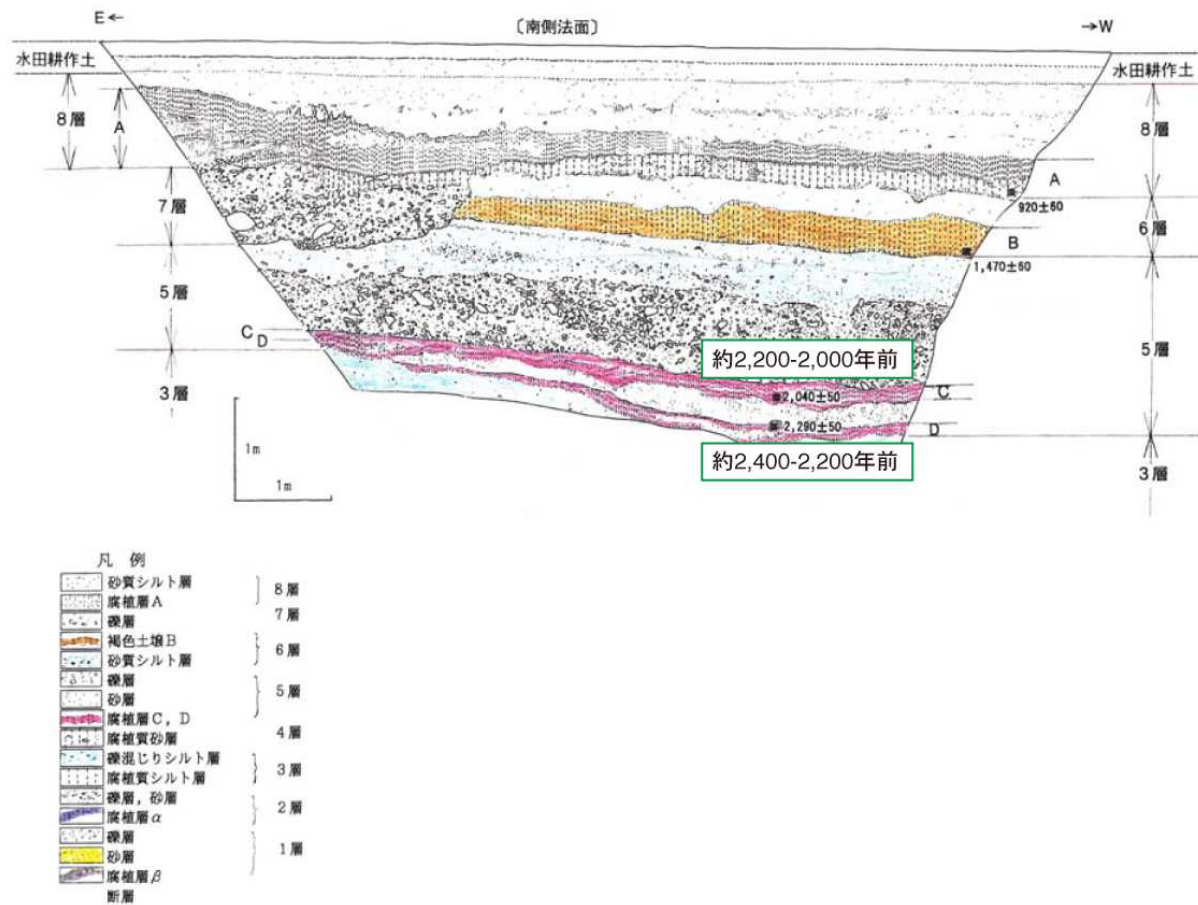 E←
〔南側法面〕
→W
水田耕作土
水田耕作土
8層
A
8層
A
920±60
7層
6層
B
1,470±60
5層
5層
C
D
約2,200-2,000年前
2,040±50
C
3層
2,290±50
D
約2,400-2,200年前
3層
1m
1m
凡 例
砂質シルト層
8層
腐植層A
礫層
7層
褐色土壌B
6層
砂質シルト層
礫層
5層
砂層
腐植層C,D
腐植質砂層
4層
礫混じりシルト層
3層
腐植質シルト層
礫層,砂層
2層
腐植層α
礫層
1層
砂層
腐植層β
断層